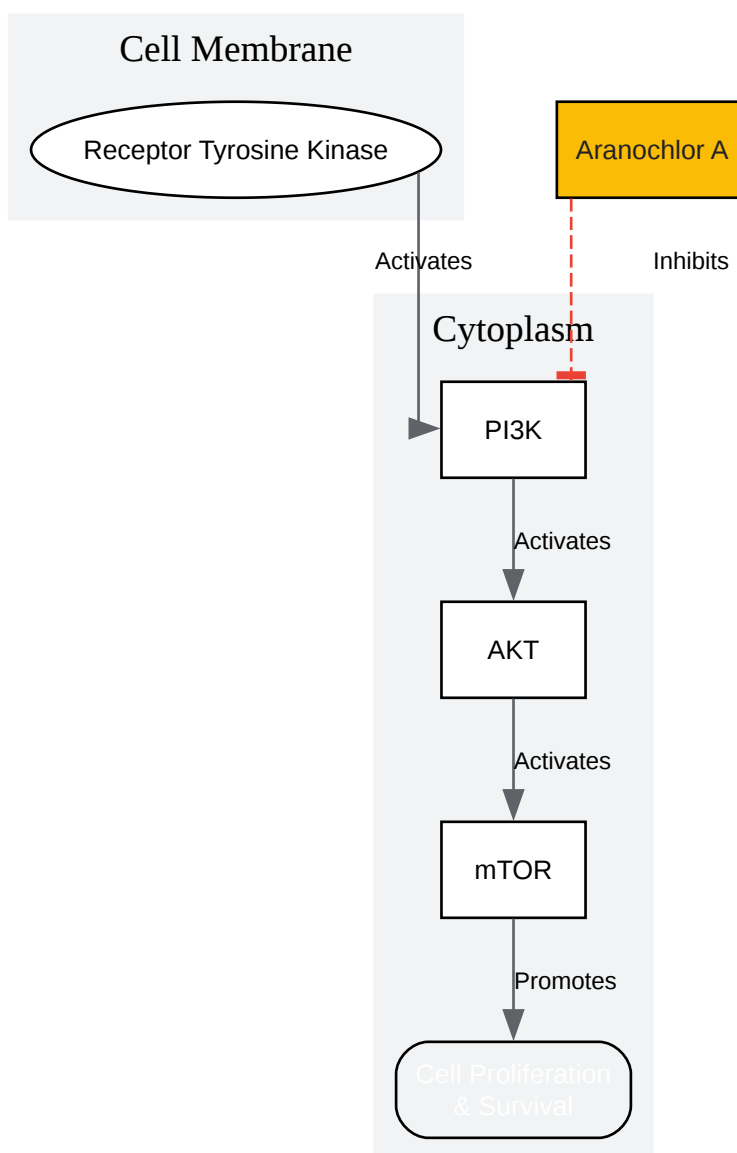 Cell Membrane
Receptor Tyrosine Kinase
Aranochlor A
Activates
Inhibits
Cytoplasm
PI3K
Activates
AKT
Activates
mTOR
Promotes
Cell Proliferation
& Survival